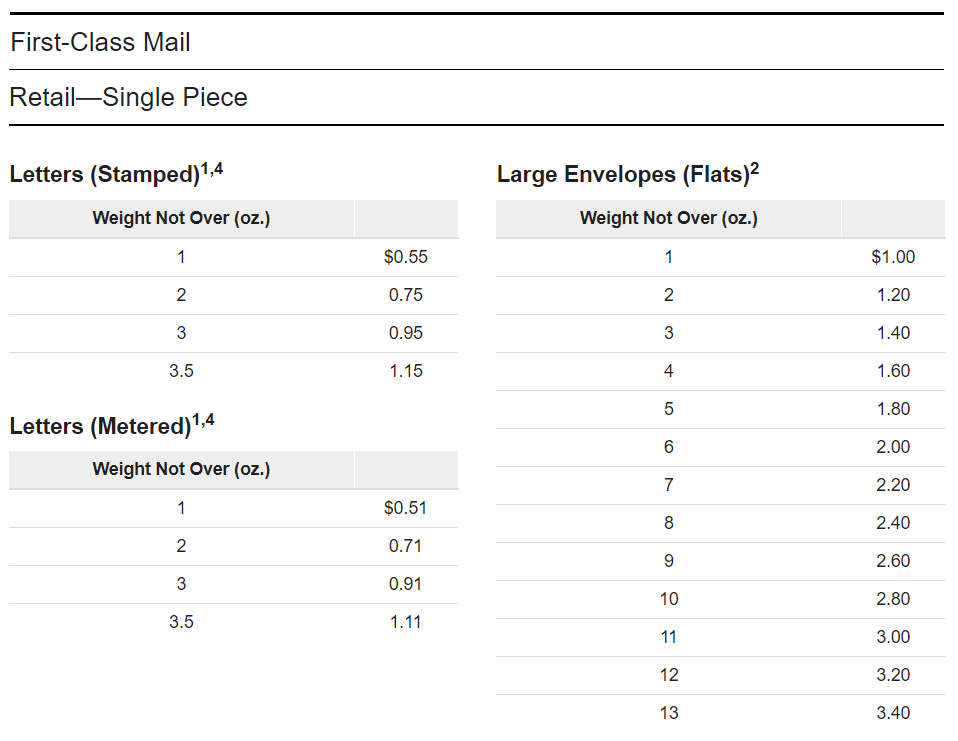 First-Class Mail
Retail—Single Piece
Letters (Stamped)1,4
Weight Not Over (oz.)
1 $0.55
2 0.75
3 0.95
3.5 1.15
Letters (Metered)1,4
Weight Not Over (oz.)
1 $0.51
2 0.71
3 0.91
3.5 1.11
Large Envelopes (Flats)2
Weight Not Over (oz.)
1 $1.00
2 1.20
3 1.40
4 1.60
5 1.80
6 2.00
7 2.20
8 2.40
9 2.60
10 2.80
11 3.00
12 3.20
13 3.40